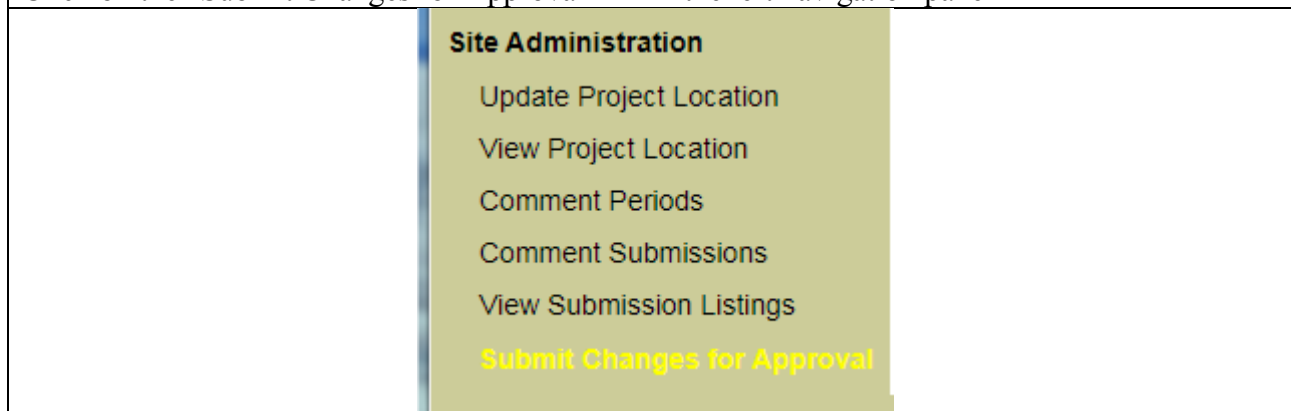 Site Administration
Update Project Location
View Project Location
Comment Periods
Comment Submissions
View Submission Listings
Submit Changes for Approval